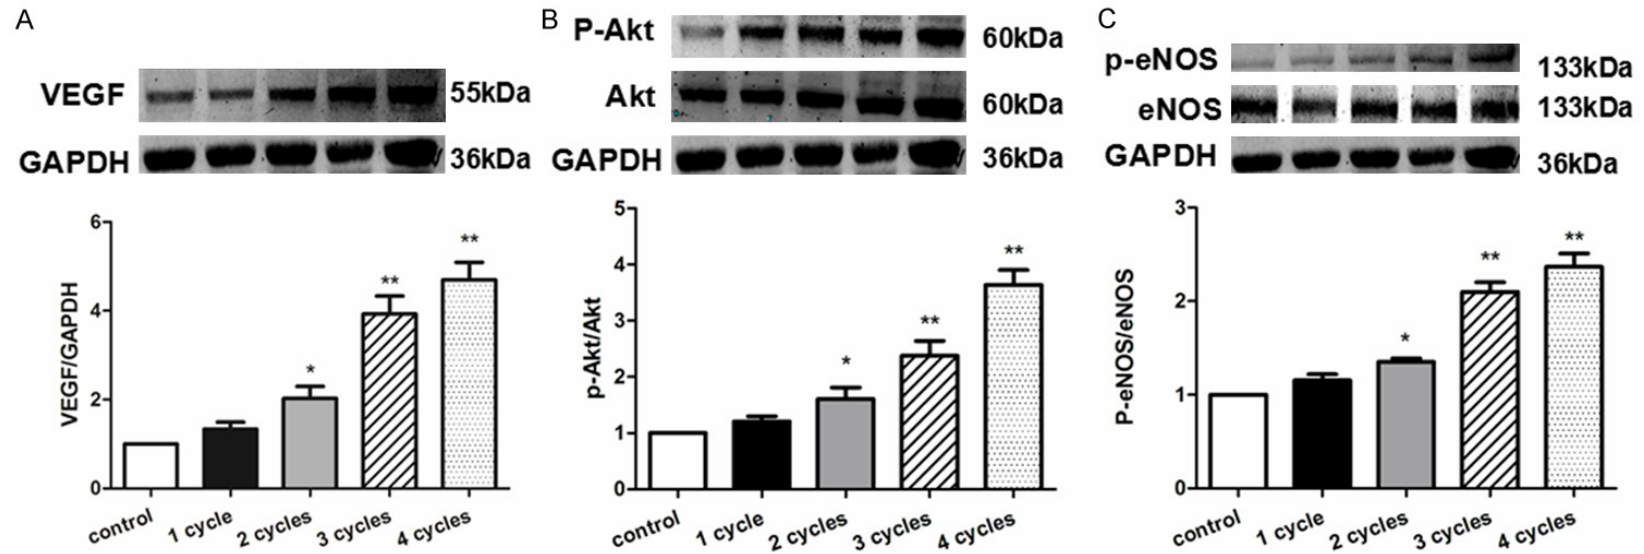 A
VEGF 55kDa
GAPDH 36kDa
6
4
2
0
VEGF/GAPDH
*
**
**
control 1 cycle 2 cycles 3 cycles 4 cycles
B
P-Akt 60kDa
Akt 60kDa
GAPDH 36kDa
5
4
3
2
1
0
p-Akt/Akt
*
**
**
control 1 cycle 2 cycles 3 cycles 4 cycles
C
p-eNOS 133kDa
eNOS 133kDa
GAPDH 36kDa
3
2
1
0
P-eNOS/eNOS
*
**
**
control 1 cycle 2 cycles 3 cycles 4 cycles